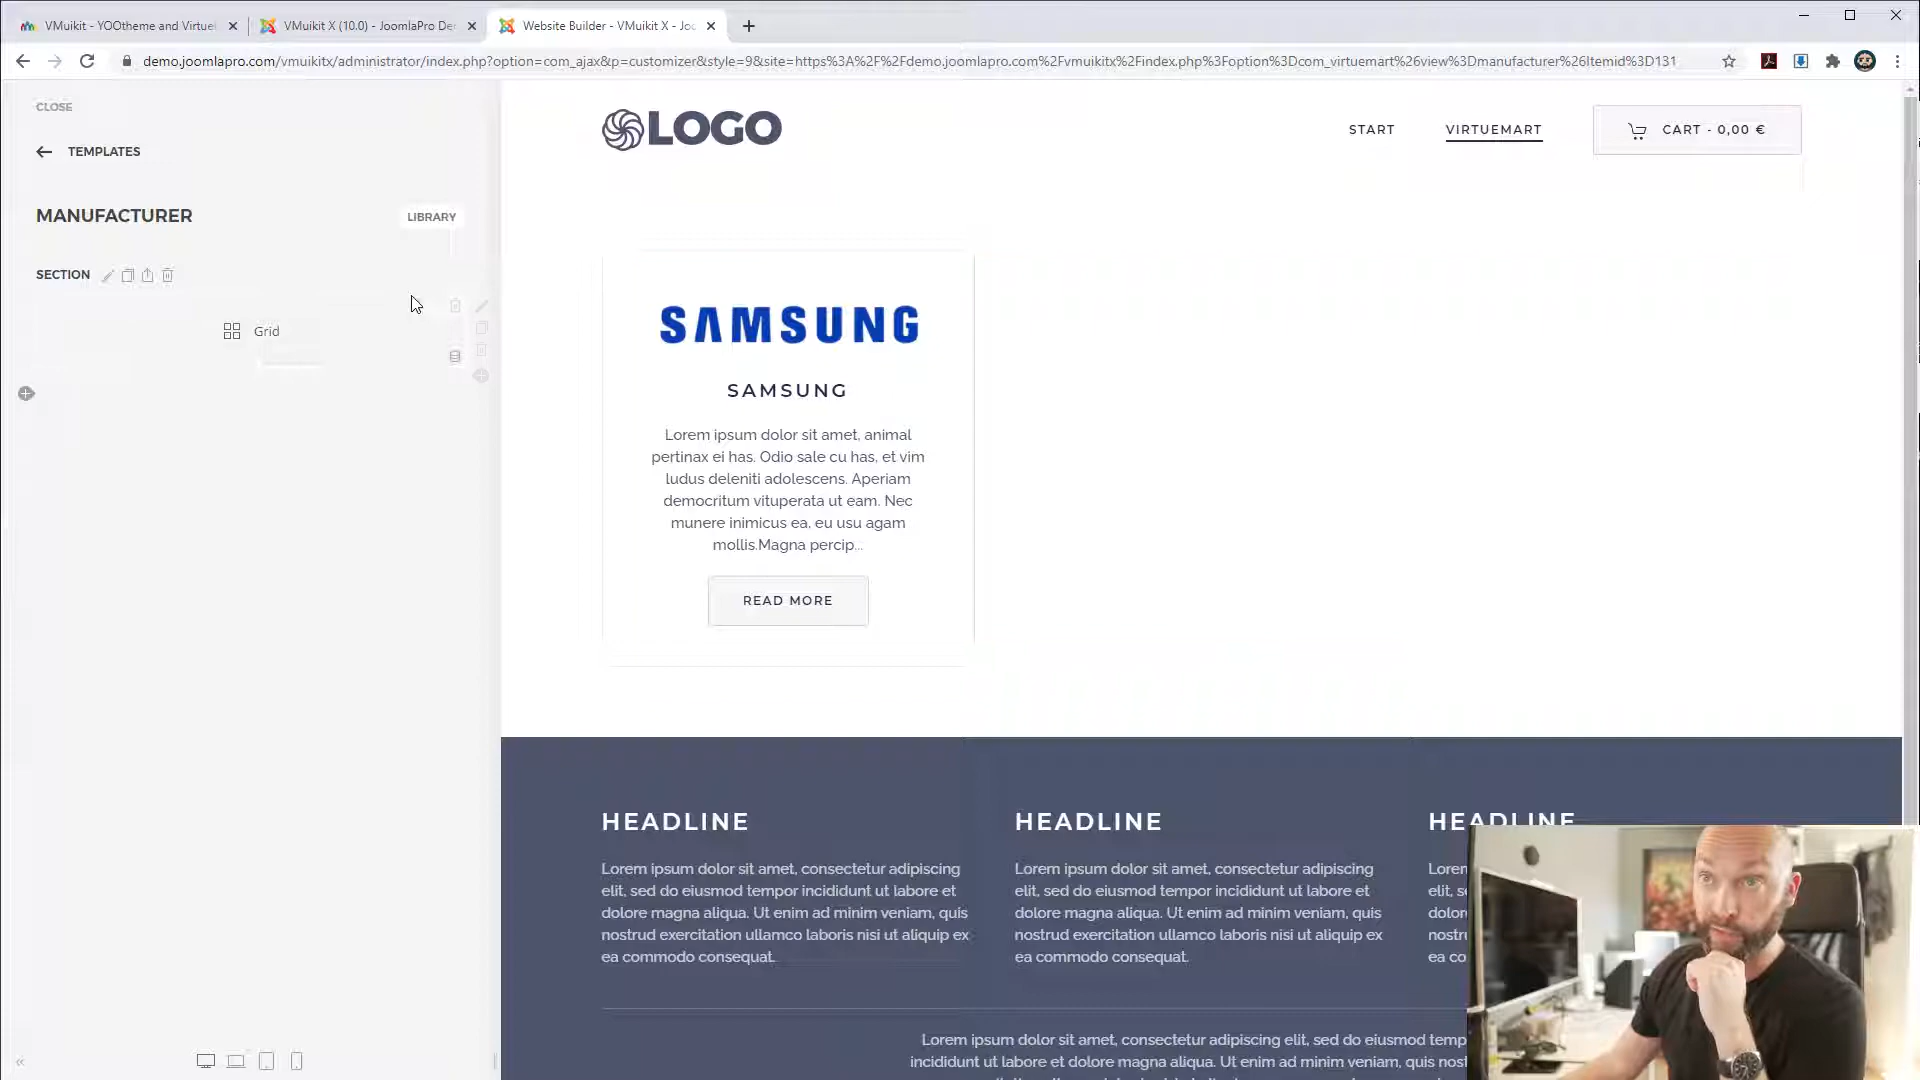 VMuikit - YOOtheme and Virtue
VMuikit X (10.0) - JoomlaPro De
Website Builder - VMuikit X - Joo
demo.joomlapro.com/vmuikitx/administrator/index.php?option=com_ajax&p=customizer&style=9&site=https%3A%2F%2Fdemo.joomlapro.com%2Fvmuikitx%2Findex.php%3Foption%3Dcom_virtuemart%26view%3Dmanufacturer%26Itemid%3D131
CLOSE
TEMPLATES
MANUFACTURER
LIBRARY
SECTION
Grid
LOGO
START
VIRTUEMART
CART - 0,00 €
SAMSUNG
SAMSUNG
Lorem ipsum dolor sit amet, animal
pertinax ei has. Odio sale cu has, et vim
ludus deleniti adolescens. Aperiam
democritum vituperata ut eam. Nec
munere inimicus ea, eu usu agam
mollis.Magna percip...
READ MORE
HEADLINE
Lorem ipsum dolor sit amet, consectetur adipiscing
elit, sed do eiusmod tempor incididunt ut labore et
dolore magna aliqua. Ut enim ad minim veniam, quis
nostrud exercitation ullamco laboris nisi ut aliquip ex
ea commodo consequat.
HEADLINE
Lorem ipsum dolor sit amet, consectetur adipiscing
elit, sed do eiusmod tempor incididunt ut labore et
dolore magna aliqua. Ut enim ad minim veniam, quis
nostrud exercitation ullamco laboris nisi ut aliquip ex
ea commodo consequat.
HEADLINE
Loren
elit, s
dolor
nostr
ea co
Lorem ipsum dolor sit amet, consectetur adipiscing elit, sed do eiusmod temp
incididunt ut labore et dolore magna aliqua. Ut enim ad minim veniam, quis nost